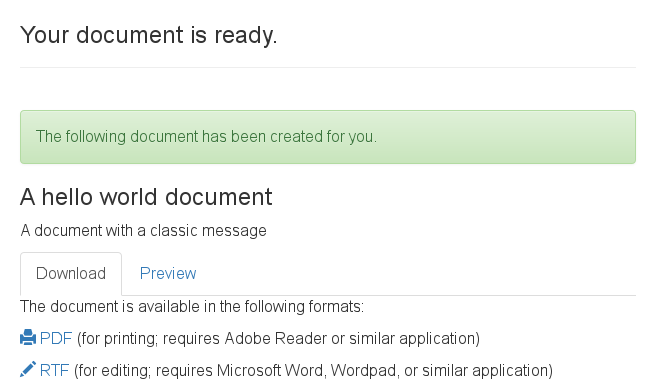 Your document is ready.
The following document has been created for you.
A hello world document
A document with a classic message
Download Preview
The document is available in the following formats:
PDF (for printing; requires Adobe Reader or similar application)
RTF (for editing; requires Microsoft Word, Wordpad, or similar application)